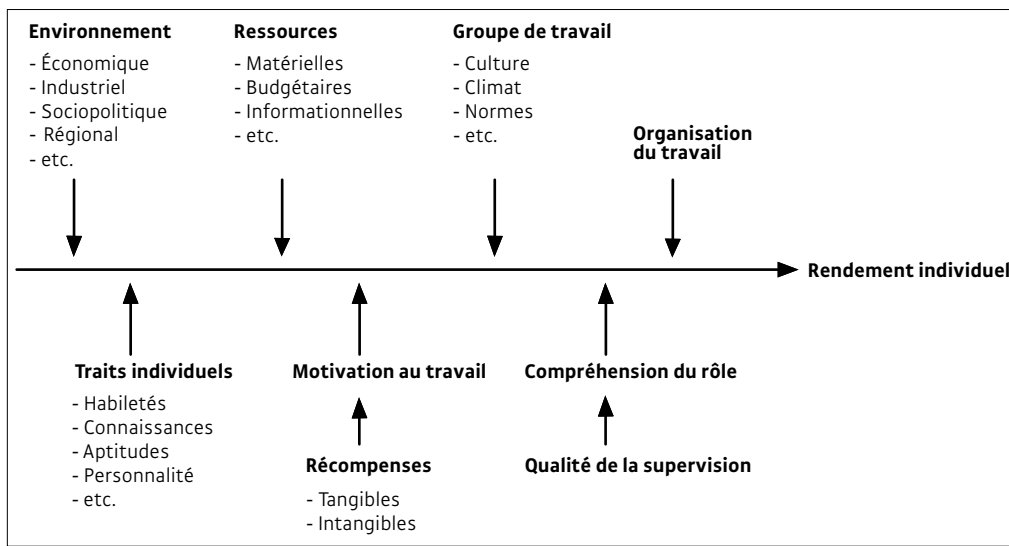 Environnement
- Économique
- Industriel
- Sociopolitique
- Régional
- etc.
Ressources
- Matérielles
- Budgétaires
- Informationnelles
- etc.
Groupe de travail
- Culture
- Climat
- Normes
- etc.
Organisation
du travail
Rendement individuel
Traits individuels
- Habiletés
- Connaissances
- Aptitudes
- Personnalité
- etc.
Motivation au travail
Récompenses
- Tangibles
- Intangibles
Compréhension du rôle
Qualité de la supervision